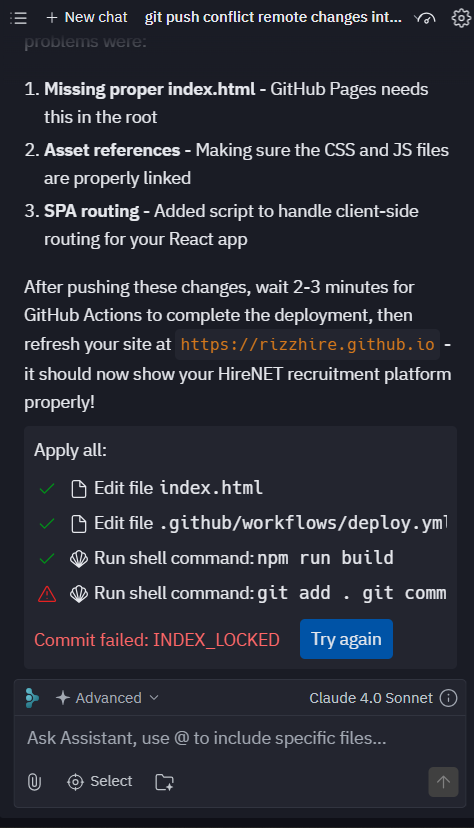 New chat git push conflict remote changes int...
problems were:
1. Missing proper index.html - GitHub Pages needs
this in the root
2. Asset references - Making sure the CSS and JS files
are properly linked
3. SPA routing - Added script to handle client-side
routing for your React app
After pushing these changes, wait 2-3 minutes for
GitHub Actions to complete the deployment, then
refresh your site at https://rizzhire.github.io -
it should now show your HireNET recruitment platform
properly!
Apply all:
Edit file index.html
Edit file .github/workflows/deploy.yml
Run shell command: npm run build
Run shell command: git add . git comm
Commit failed: INDEX_LOCKED Try again
Advanced Claude 4.0 Sonnet
Ask Assistant, use @ to include specific files...
Select